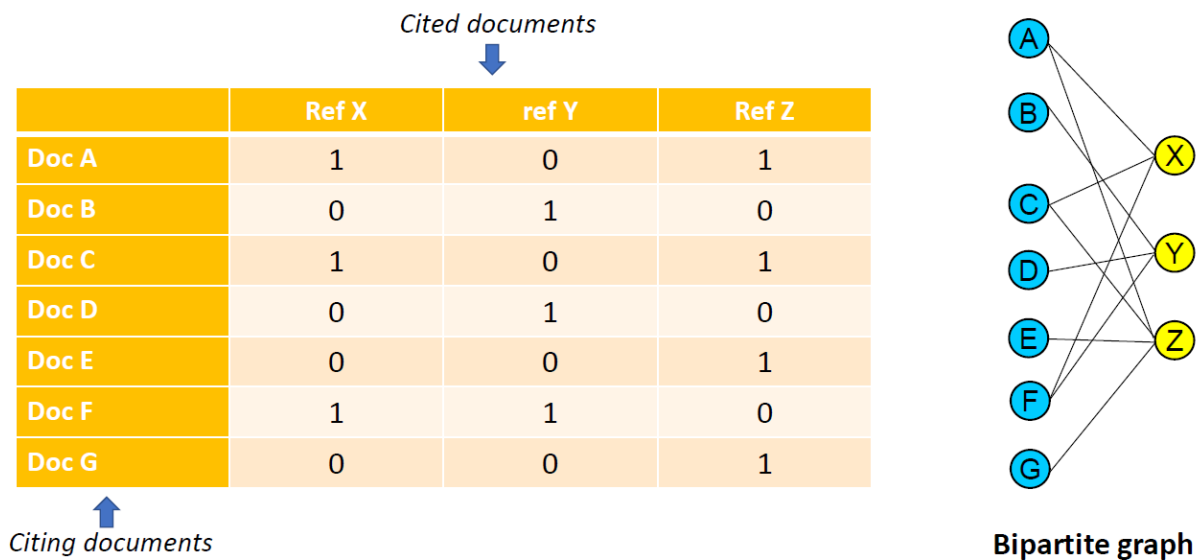 Cited documents
Ref X ref Y Ref Z
Doc A 1 0 1
Doc B 0 1 0
Doc C 1 0 1
Doc D 0 1 0
Doc E 0 0 1
Doc F 1 1 0
Doc G 0 0 1
Citing documents
A
B
X
C
Y
D
E
Z
F
G
Bipartite graph